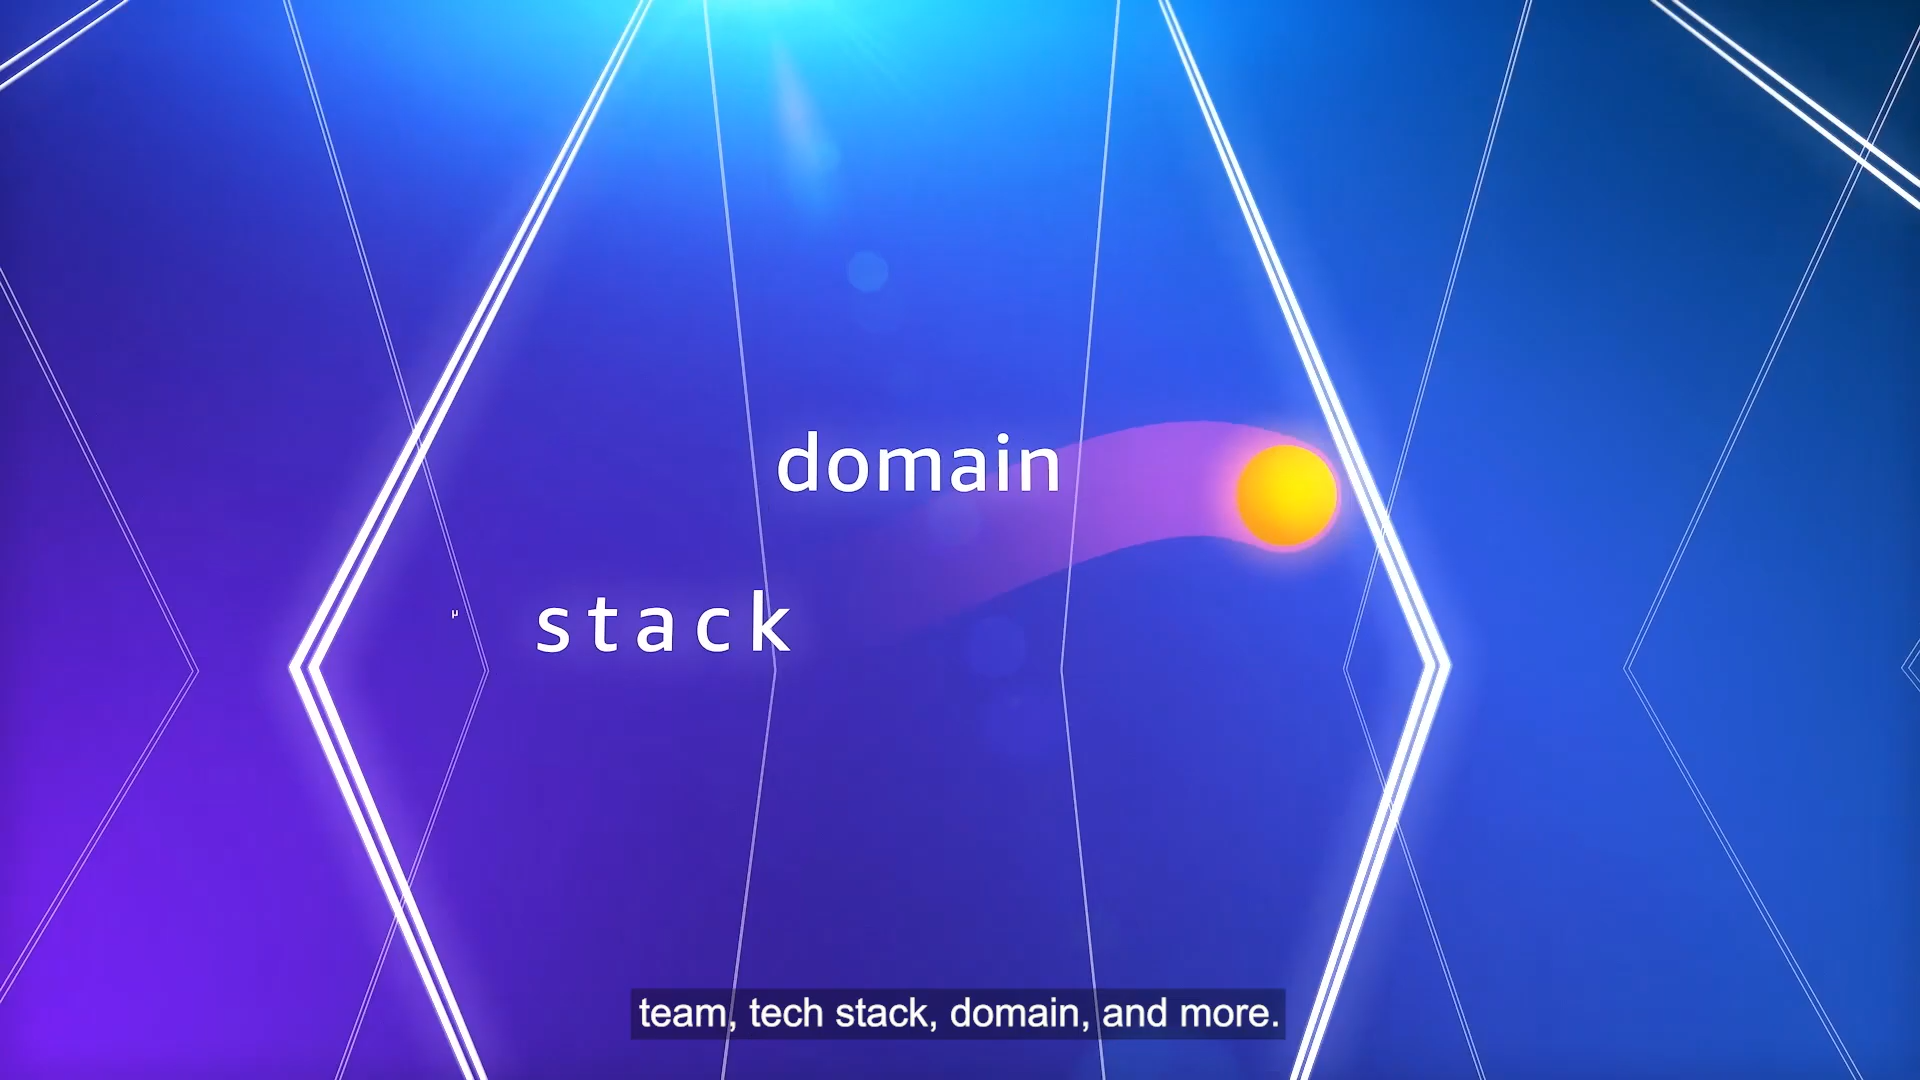 domain
stack
team, tech stack, domain, and more.